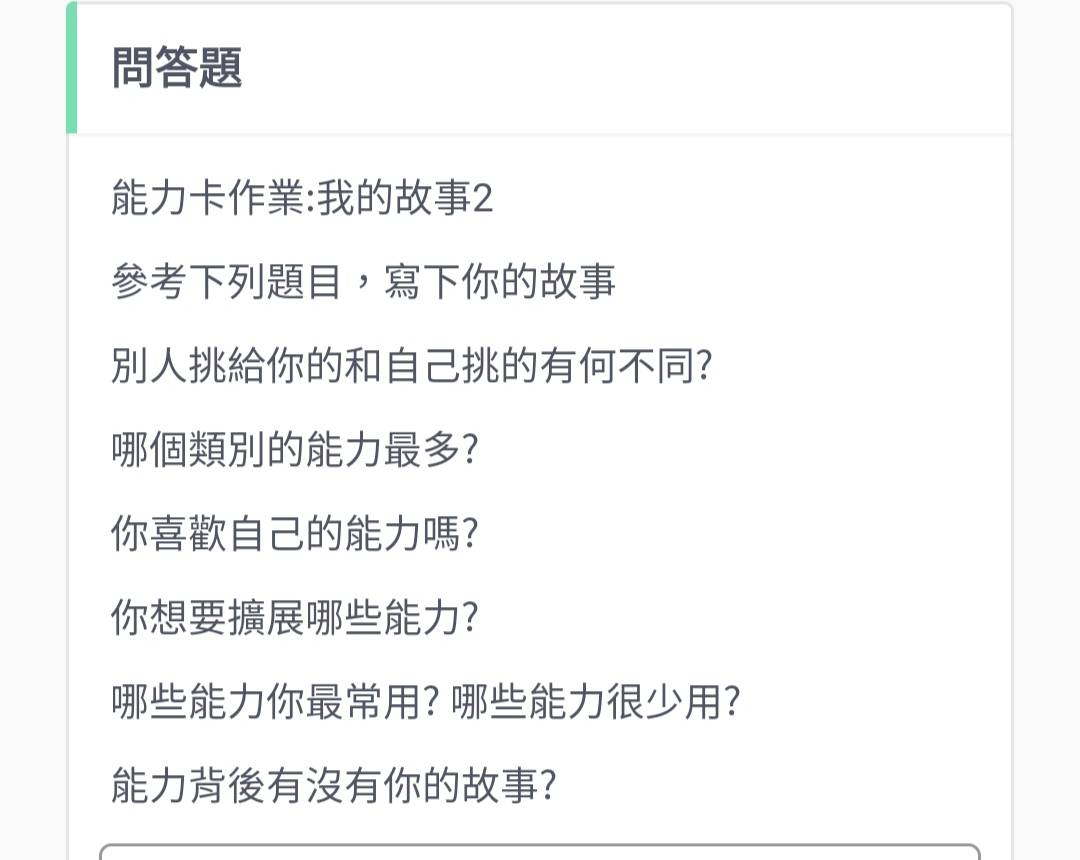 問答題
能力卡作業:我的故事2
參考下列題目，寫下你的故事
別人挑給你的和自己挑的有何不同?
哪個類別的能力最多?
你喜歡自己的能力嗎?
你想要擴展哪些能力?
哪些能力你最常用? 哪些能力很少用?
能力背後有沒有你的故事?